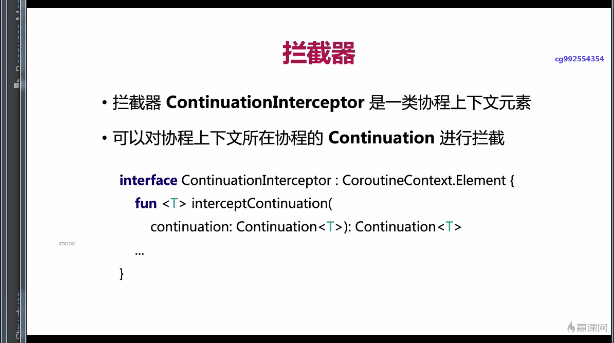 拦截器
cg992554354
• 拦截器 ContinuationInterceptor 是一类协程上下文元素
• 可以对协程上下文所在协程的 Continuation 进行拦截
interface ContinuationInterceptor : CoroutineContext.Element {
fun <T> interceptContinuation(
continuation: Continuation<T>): Continuation<T>
imooc
...
}
慕课网